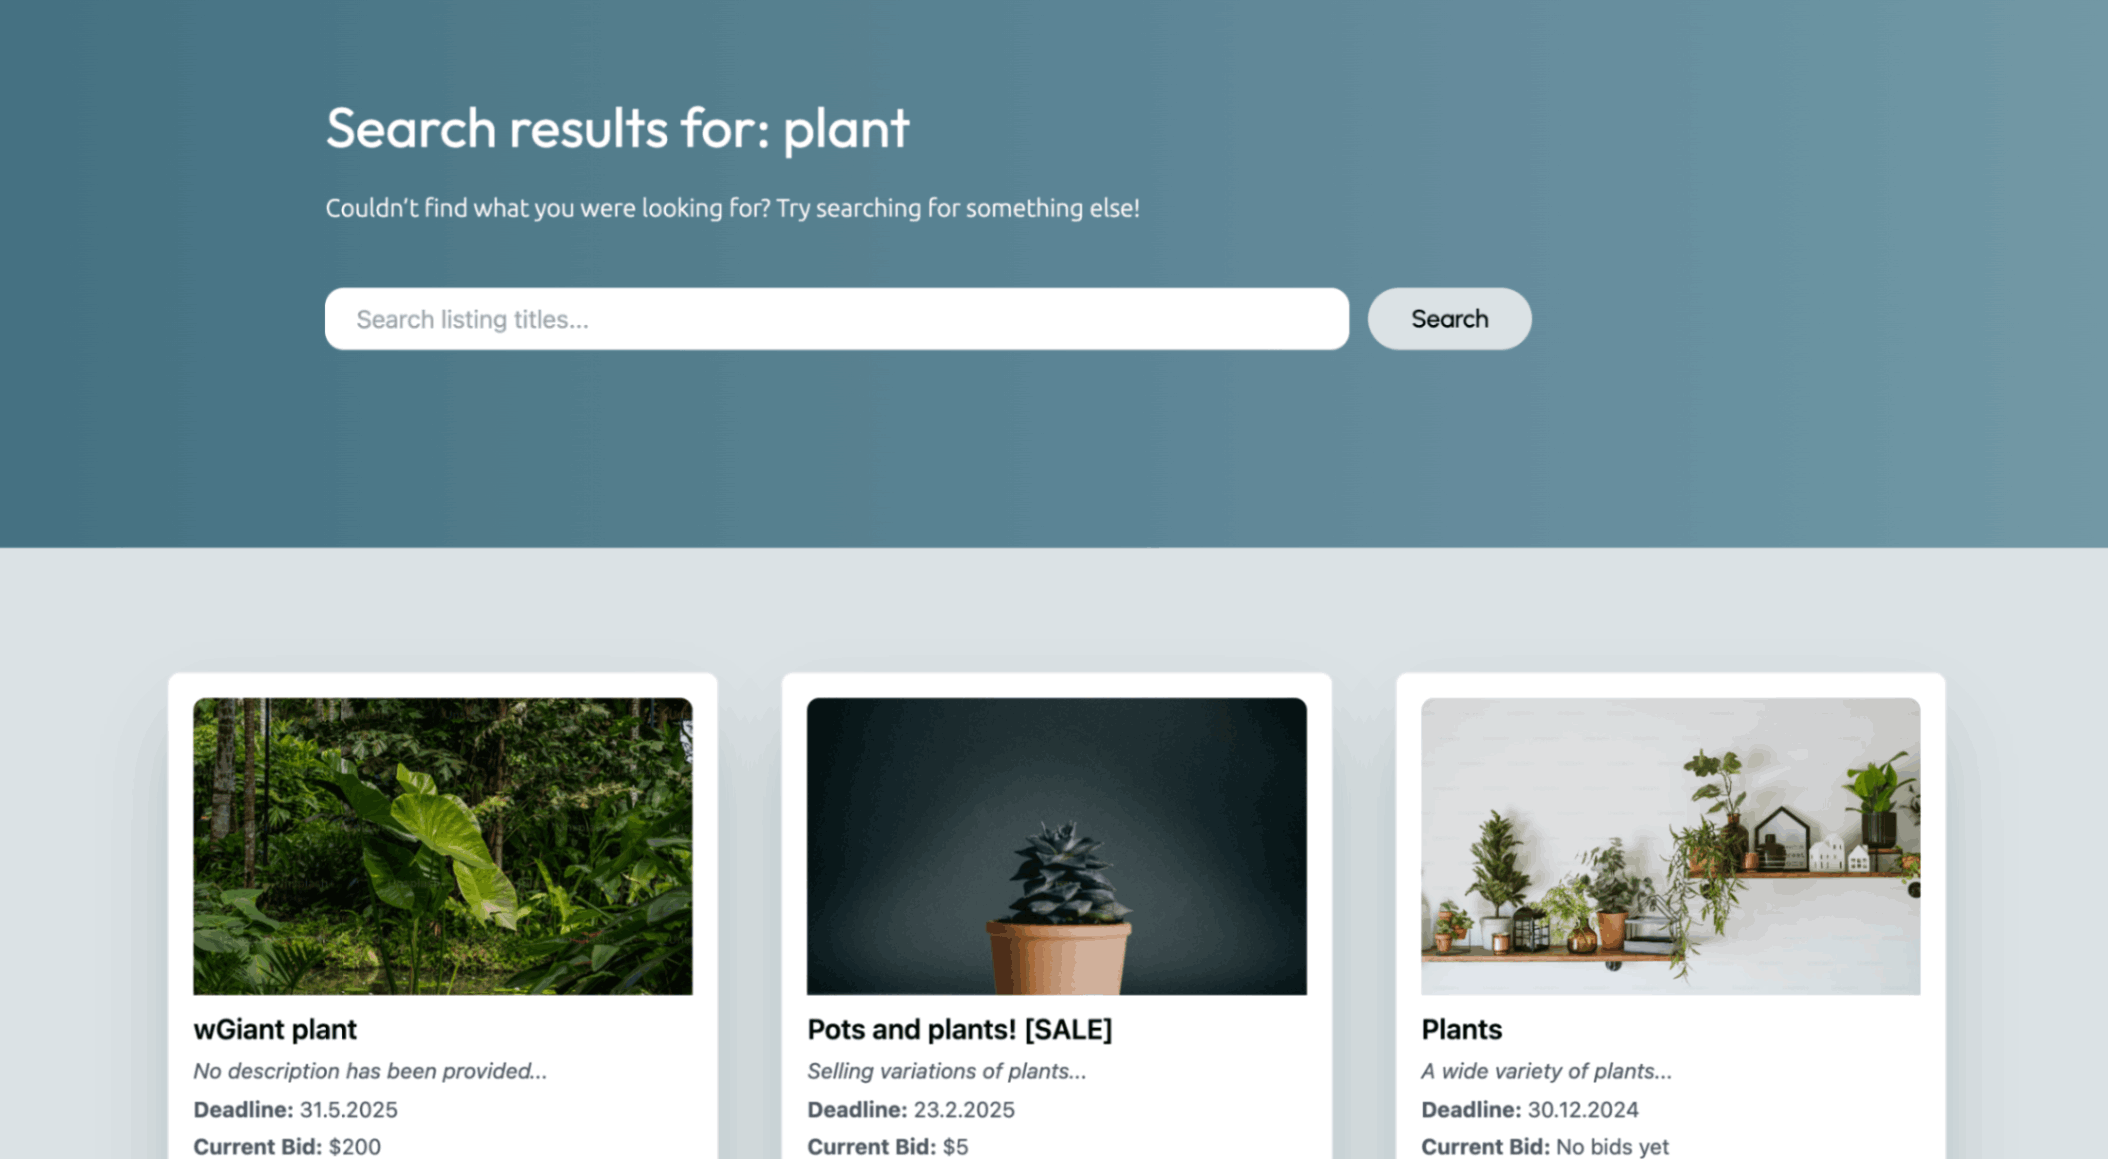 Search results for: plant
Couldn't find what you were looking for? Try searching for something else!
Search listing titles...
Search
wGiant plant
No description has been provided...
Deadline: 31.5.2025
Current Bid: $200
Pots and plants! [SALE]
Selling variations of plants...
Deadline: 23.2.2025
Current Bid: $5
Plants
A wide variety of plants...
Deadline: 30.12.2024
Current Bid: No bids yet